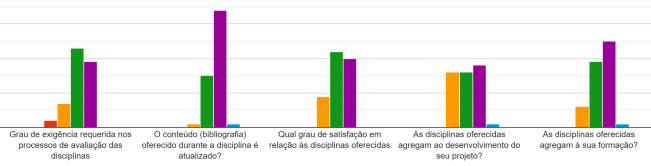 Grau de exigência requerida nos
processos de avaliação das
disciplinas
O conteúdo (bibliografia)
oferecido durante a disciplina é
atualizado?
Qual grau de satisfação em
relação às disciplinas oferecidas
As disciplinas oferecidas
agregam ao desenvolvimento do
seu projeto?
As disciplinas oferecidas
agregam à sua formação?